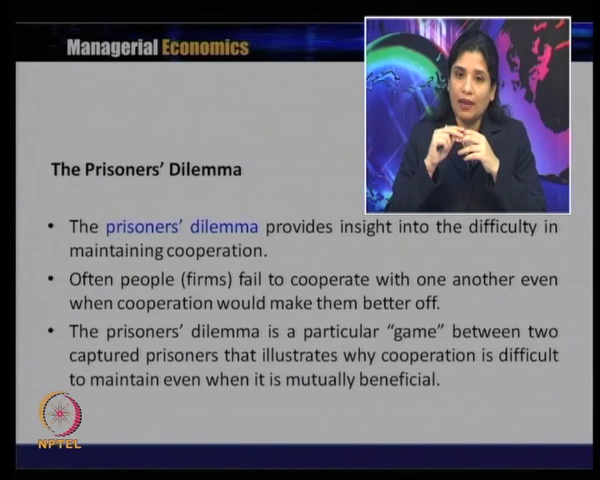 Managerial Economics
The Prisoners' Dilemma
• The prisoners' dilemma provides insight into the difficulty in
maintaining cooperation.
• Often people (firms) fail to cooperate with one another even
when cooperation would make them better off.
• The prisoners' dilemma is a particular “game” between two
captured prisoners that illustrates why cooperation is difficult
to maintain even when it is mutually beneficial.
NPTEL